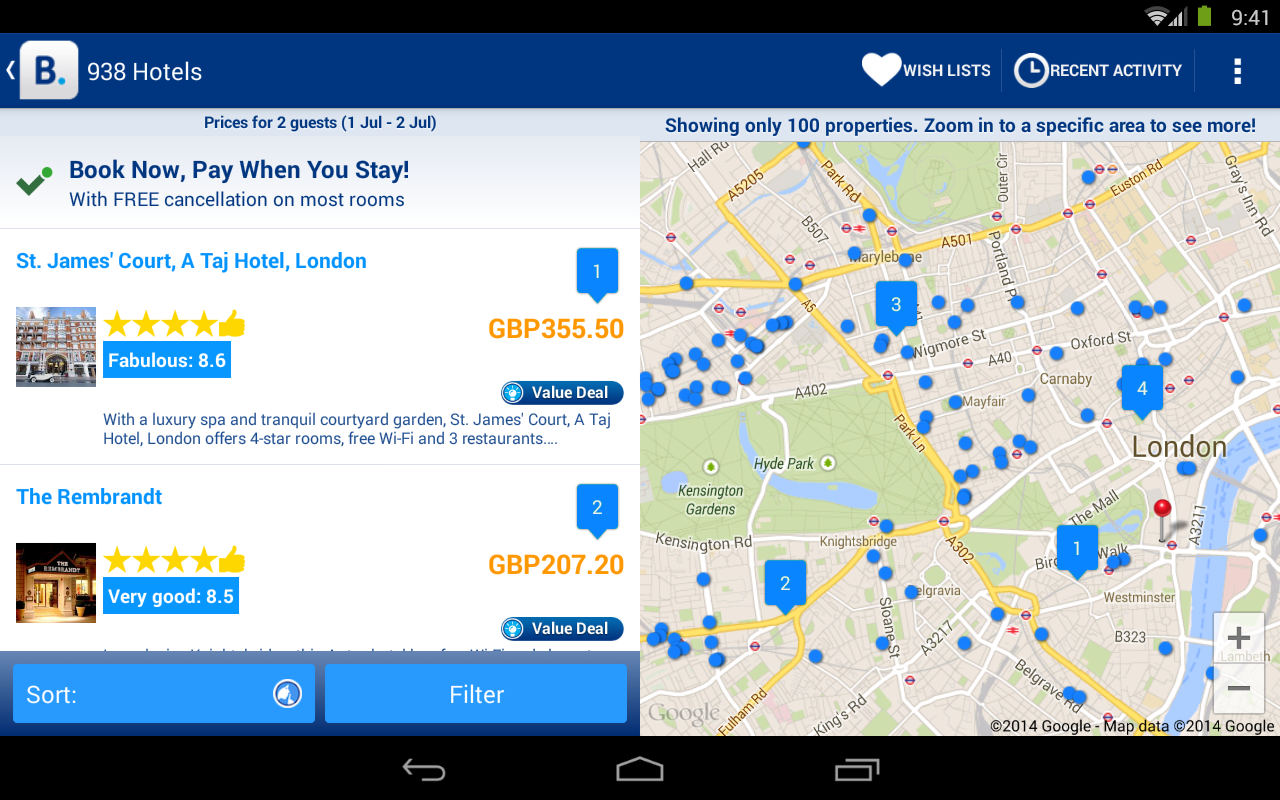 9:41
B.
938 Hotels
WISH LISTS
RECENT ACTIVITY
Prices for 2 guests (1 Jul - 2 Jul)
Book Now, Pay When You Stay!
With FREE cancellation on most rooms
St. James' Court, A Taj Hotel, London
1
GBP355.50
Fabulous: 8.6
Value Deal
With a luxury spa and tranquil courtyard garden, St. James' Court, A Taj
Hotel, London offers 4-star rooms, free Wi-Fi and 3 restaurants....
The Rembrandt
2
THE
REMBRANDT
GBP207.20
Very good: 8.5
Value Deal
Sort:
Filter
Showing only 100 properties. Zoom in to a specific area to see more!
Hall Rd
A5205
Park Rd
Outer Cir
Euston Rd
Gray's Inn Rd
B507
A501
Marylebone
Portland Pl
A5
3
A41
Wigmore St
Oxford St
A40
A402
Carnaby
4
Mayfair
Park Ln
London
Hyde Park
Kensington
Gardens
The Mall
A3211
Kensington Rd
Knightsbridge
A302
1
Walk
2
Belgravia
Westminster
Sloane St
A3217
B323
Lambeth
Belgrave Rd
King's Rd
Fulham Rd
+
−
Google
©2014 Google - Map data ©2014 Google